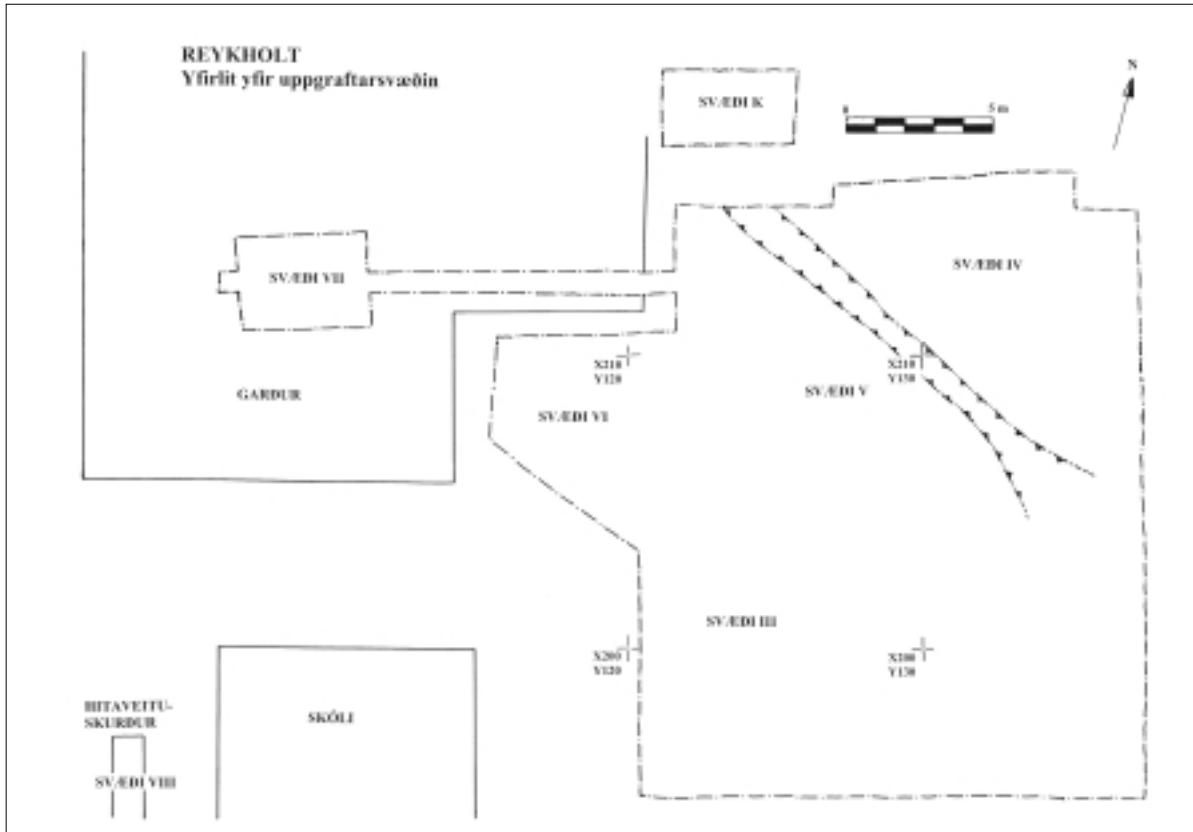 REYKHOLT
Yfirlit yfir uppgraftarsvæðin
SVÆÐI K
0
5 m
N
SVÆÐI VII
SVÆÐI IV
X210
Y120
X210
Y130
GARÐUR
SVÆÐI V
SVÆÐI VI
SVÆÐI III
X200
Y120
X200
Y130
HITAVEITU-
SKURÐUR
SKÓLI
SVÆÐI VIII